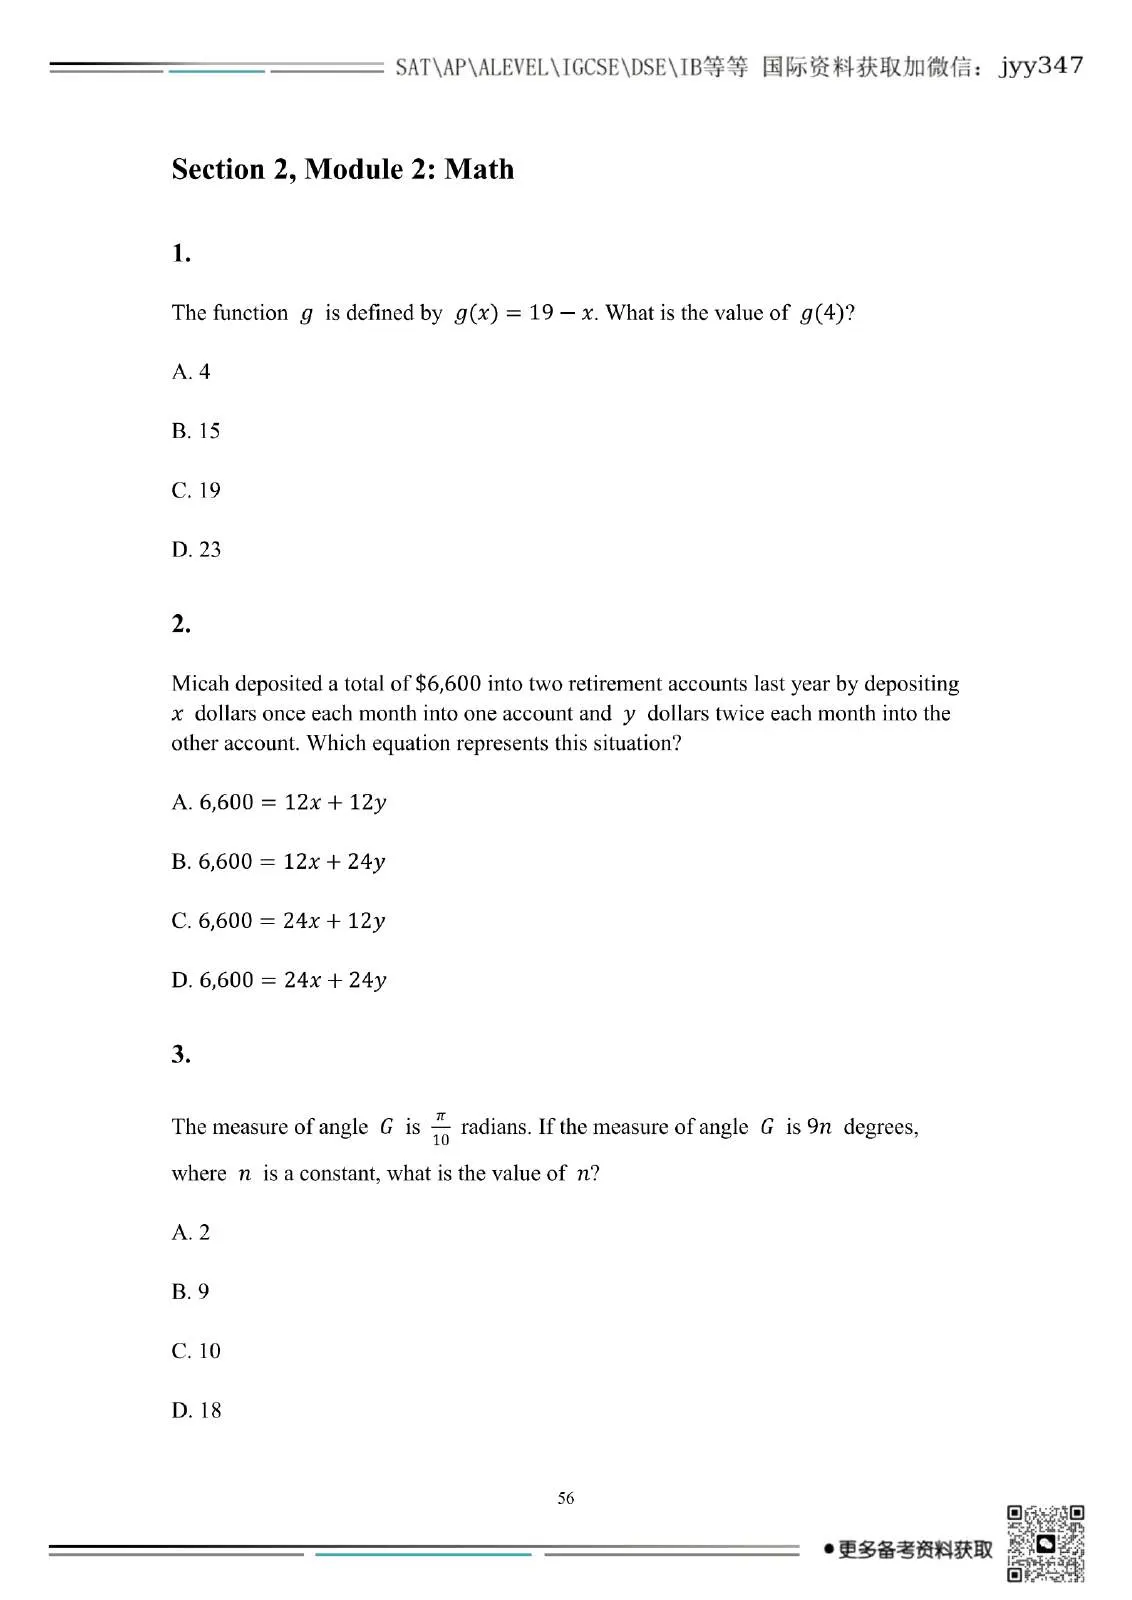 SAT\AP\ALEVEL\IGCSE\DSE\IB等等 国际资料获取加微信： jyy347
Section 2, Module 2: Math
1.
The function g is defined by g(x) = 19 − x. What is the value of g(4)?
A. 4
B. 15
C. 19
D. 23
2.
Micah deposited a total of $6,600 into two retirement accounts last year by depositing
x dollars once each month into one account and y dollars twice each month into the
other account. Which equation represents this situation?
A. 6,600 = 12x + 12y
B. 6,600 = 12x + 24y
C. 6,600 = 24x + 12y
D. 6,600 = 24x + 24y
3.
The measure of angle G is π/10 radians. If the measure of angle G is 9n degrees,
where n is a constant, what is the value of n?
A. 2
B. 9
C. 10
D. 18
56
●更多备考资料获取